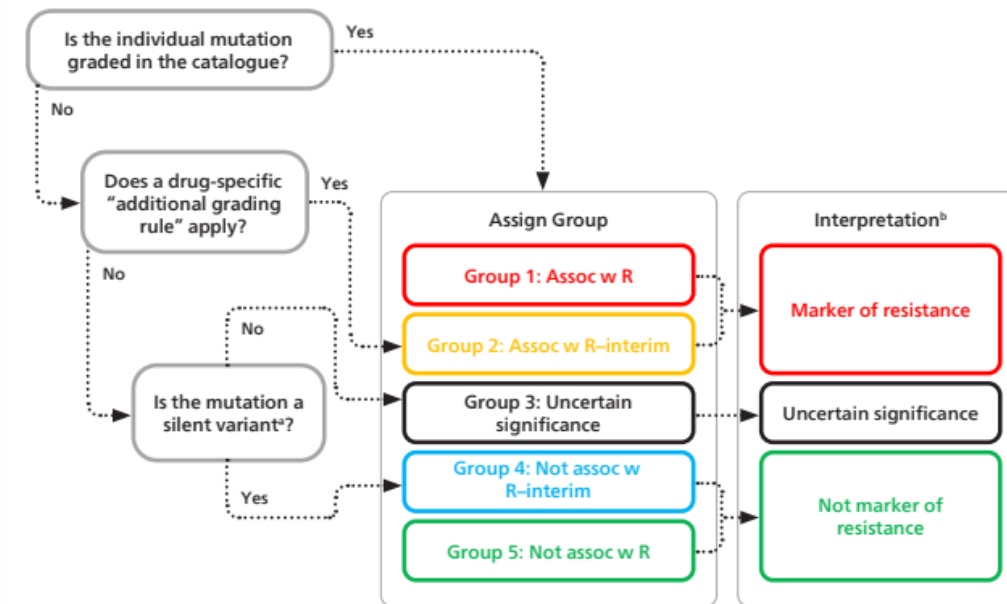 Is the individual mutation
graded in the catalogue?
Yes
No
Does a drug-specific
“additional grading
rule” apply?
Yes
No
No
Is the mutation a
silent variantᵃ?
Yes
Assign Group
Group 1: Assoc w R
Group 2: Assoc w R–interim
Group 3: Uncertain
significance
Group 4: Not assoc w
R–interim
Group 5: Not assoc w R
Interpretationᵇ
Marker of resistance
Uncertain significance
Not marker of
resistance